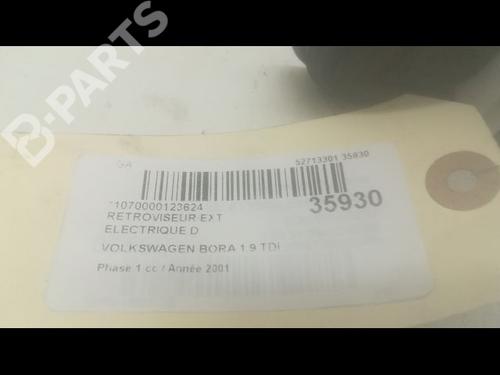 B-PARTS
GA
52713301 35930
*1070000123624
35930
RETROVISEUR EXT
ELECTRIQUE D
VOLKSWAGEN BORA 1.9 TDI
Phase 1 cc / Année 2001